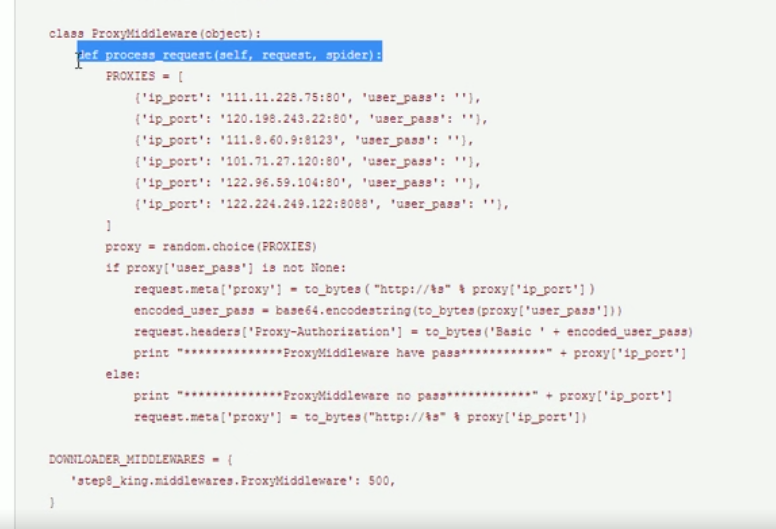 class ProxyMiddleware(object):
    def process_request(self, request, spider):
        PROXIES = [
            {'ip_port': '111.11.228.75:80', 'user_pass': ''},
            {'ip_port': '120.198.243.22:80', 'user_pass': ''},
            {'ip_port': '111.8.60.9:8123', 'user_pass': ''},
            {'ip_port': '101.71.27.120:80', 'user_pass': ''},
            {'ip_port': '122.96.59.104:80', 'user_pass': ''},
            {'ip_port': '122.224.249.122:8088', 'user_pass': ''},
        ]
        proxy = random.choice(PROXIES)
        if proxy['user_pass'] is not None:
            request.meta['proxy'] = to_bytes("http://%s" % proxy['ip_port'])
            encoded_user_pass = base64.encodestring(to_bytes(proxy['user_pass']))
            request.headers['Proxy-Authorization'] = to_bytes('Basic ' + encoded_user_pass)
            print "**************ProxyMiddleware have pass************" + proxy['ip_port']
        else:
            print "**************ProxyMiddleware no pass************" + proxy['ip_port']
            request.meta['proxy'] = to_bytes("http://%s" % proxy['ip_port'])
DOWNLOADER_MIDDLEWARES = {
   'step8_king.middlewares.ProxyMiddleware': 500,
}